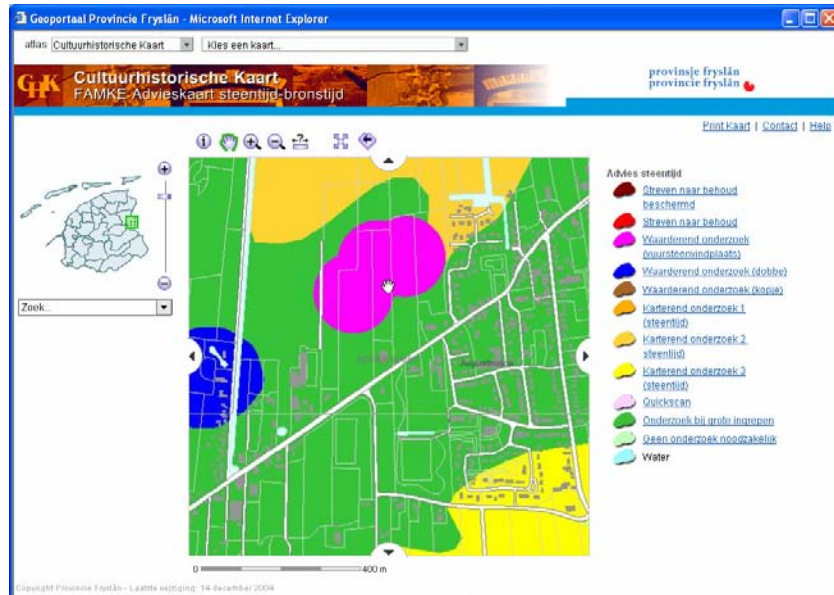 Geoportaal Provincie Fryslân - Microsoft Internet Explorer
atlas Cultuurhistorische Kaart Kies een kaart...
CHK Cultuurhistorische Kaart
FAMKE Advieskaart steentijd-bronstijd
provinsje fryslân
provincie fryslân
Print Kaart | Contact | Help
Zoek...
Advies steentijd
Streven naar behoud
beschermd
Streven naar behoud
Waarderend onderzoek
(vuursteenvindplaats)
Waarderend onderzoek (dobbe)
Waarderend onderzoek (kopje)
Karterend onderzoek 1
(steentijd)
Karterend onderzoek 2
steentijd)
Karterend onderzoek 3
(steentijd)
Quickscan
Onderzoek bij grote ingrepen
Geen onderzoek noodzakelijk
Water
0 400 m
Copyright Provincie Fryslân - Laatste wijziging: 14 december 2004